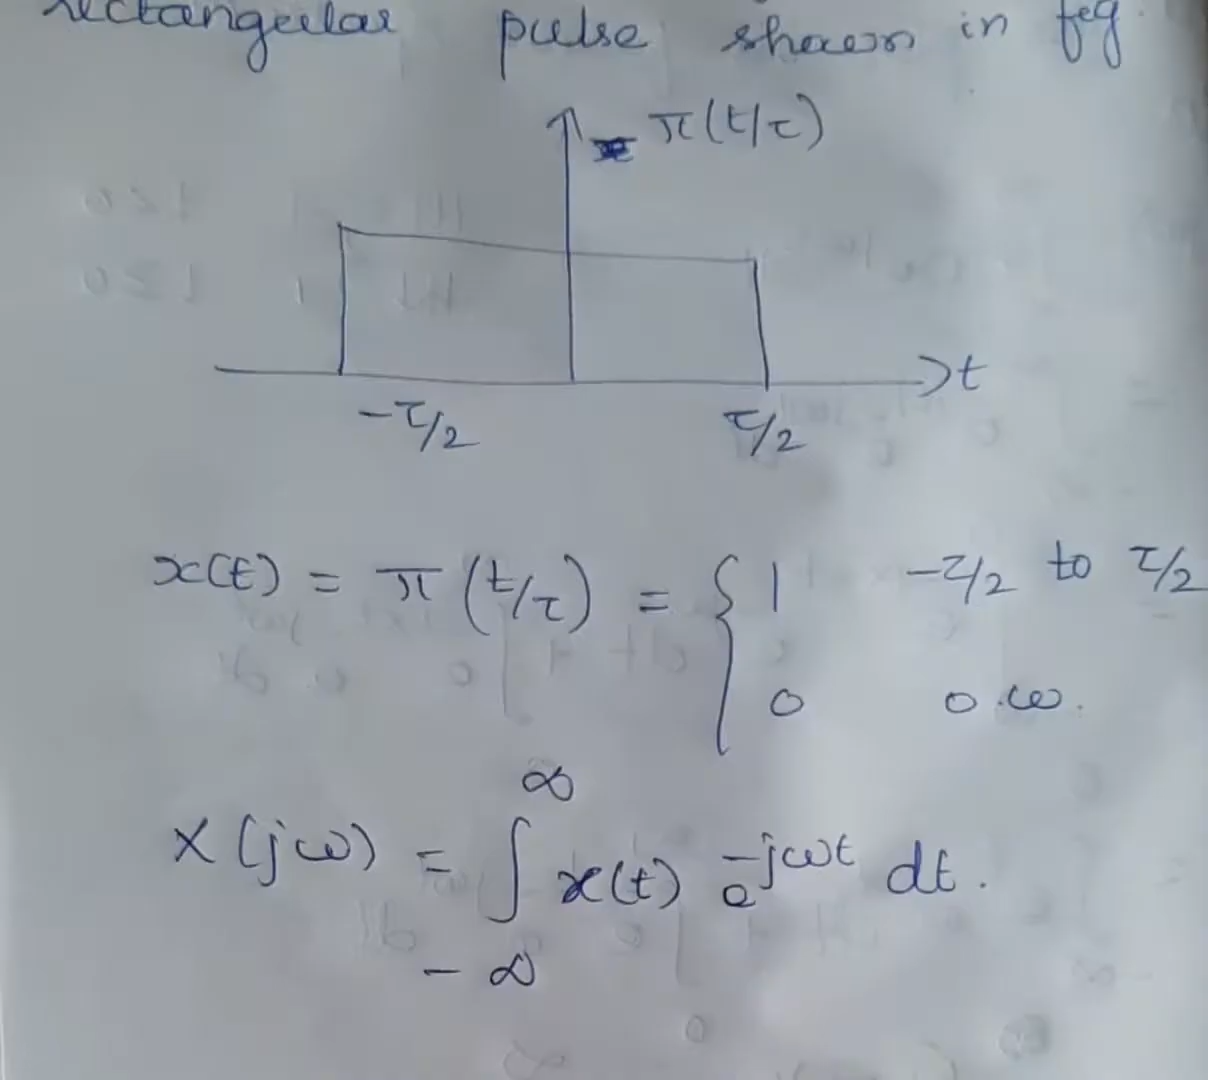 rectangular pulse shown in fig.
π(t/τ)
t
-τ/2 τ/2
x(t) = π(t/τ) = { 1 -τ/2 to τ/2
0 o.w.
X(jω) = ∫_{-∞}^{∞} x(t) e^{-jωt} dt.